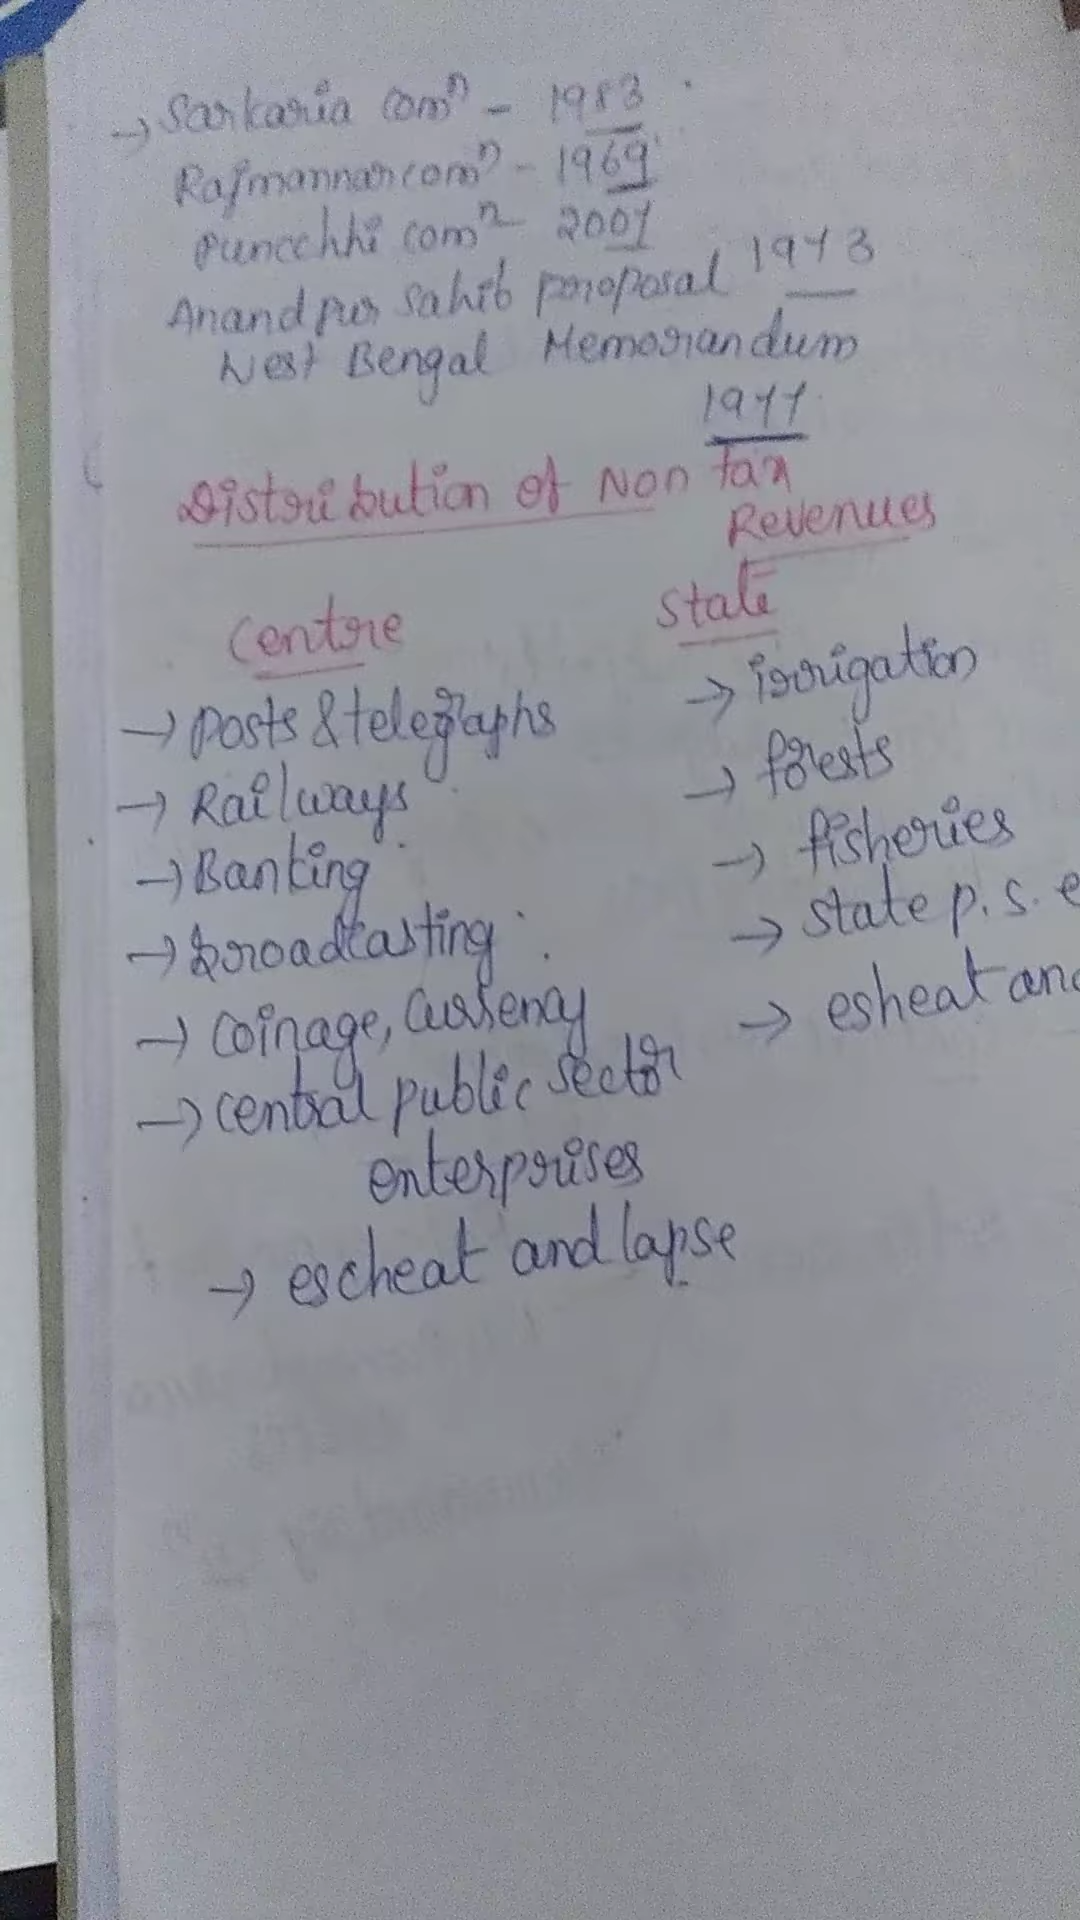 → Sarkaria comⁿ - 1983
Rajmannar comⁿ - 1969
Puncchhi comⁿ - 2007
Anandpur Sahib proposal 1973
West Bengal Memorandum
1977
Distribution of Non Tax
Revenues
Centre
→ posts & telegraphs
→ Railways
→ Banking
→ broadcasting
→ coinage, currency
→ central public sector
enterprises
→ escheat and lapse
State
→ irrigation
→ forests
→ fisheries
→ state p.s.e
→ esheat and